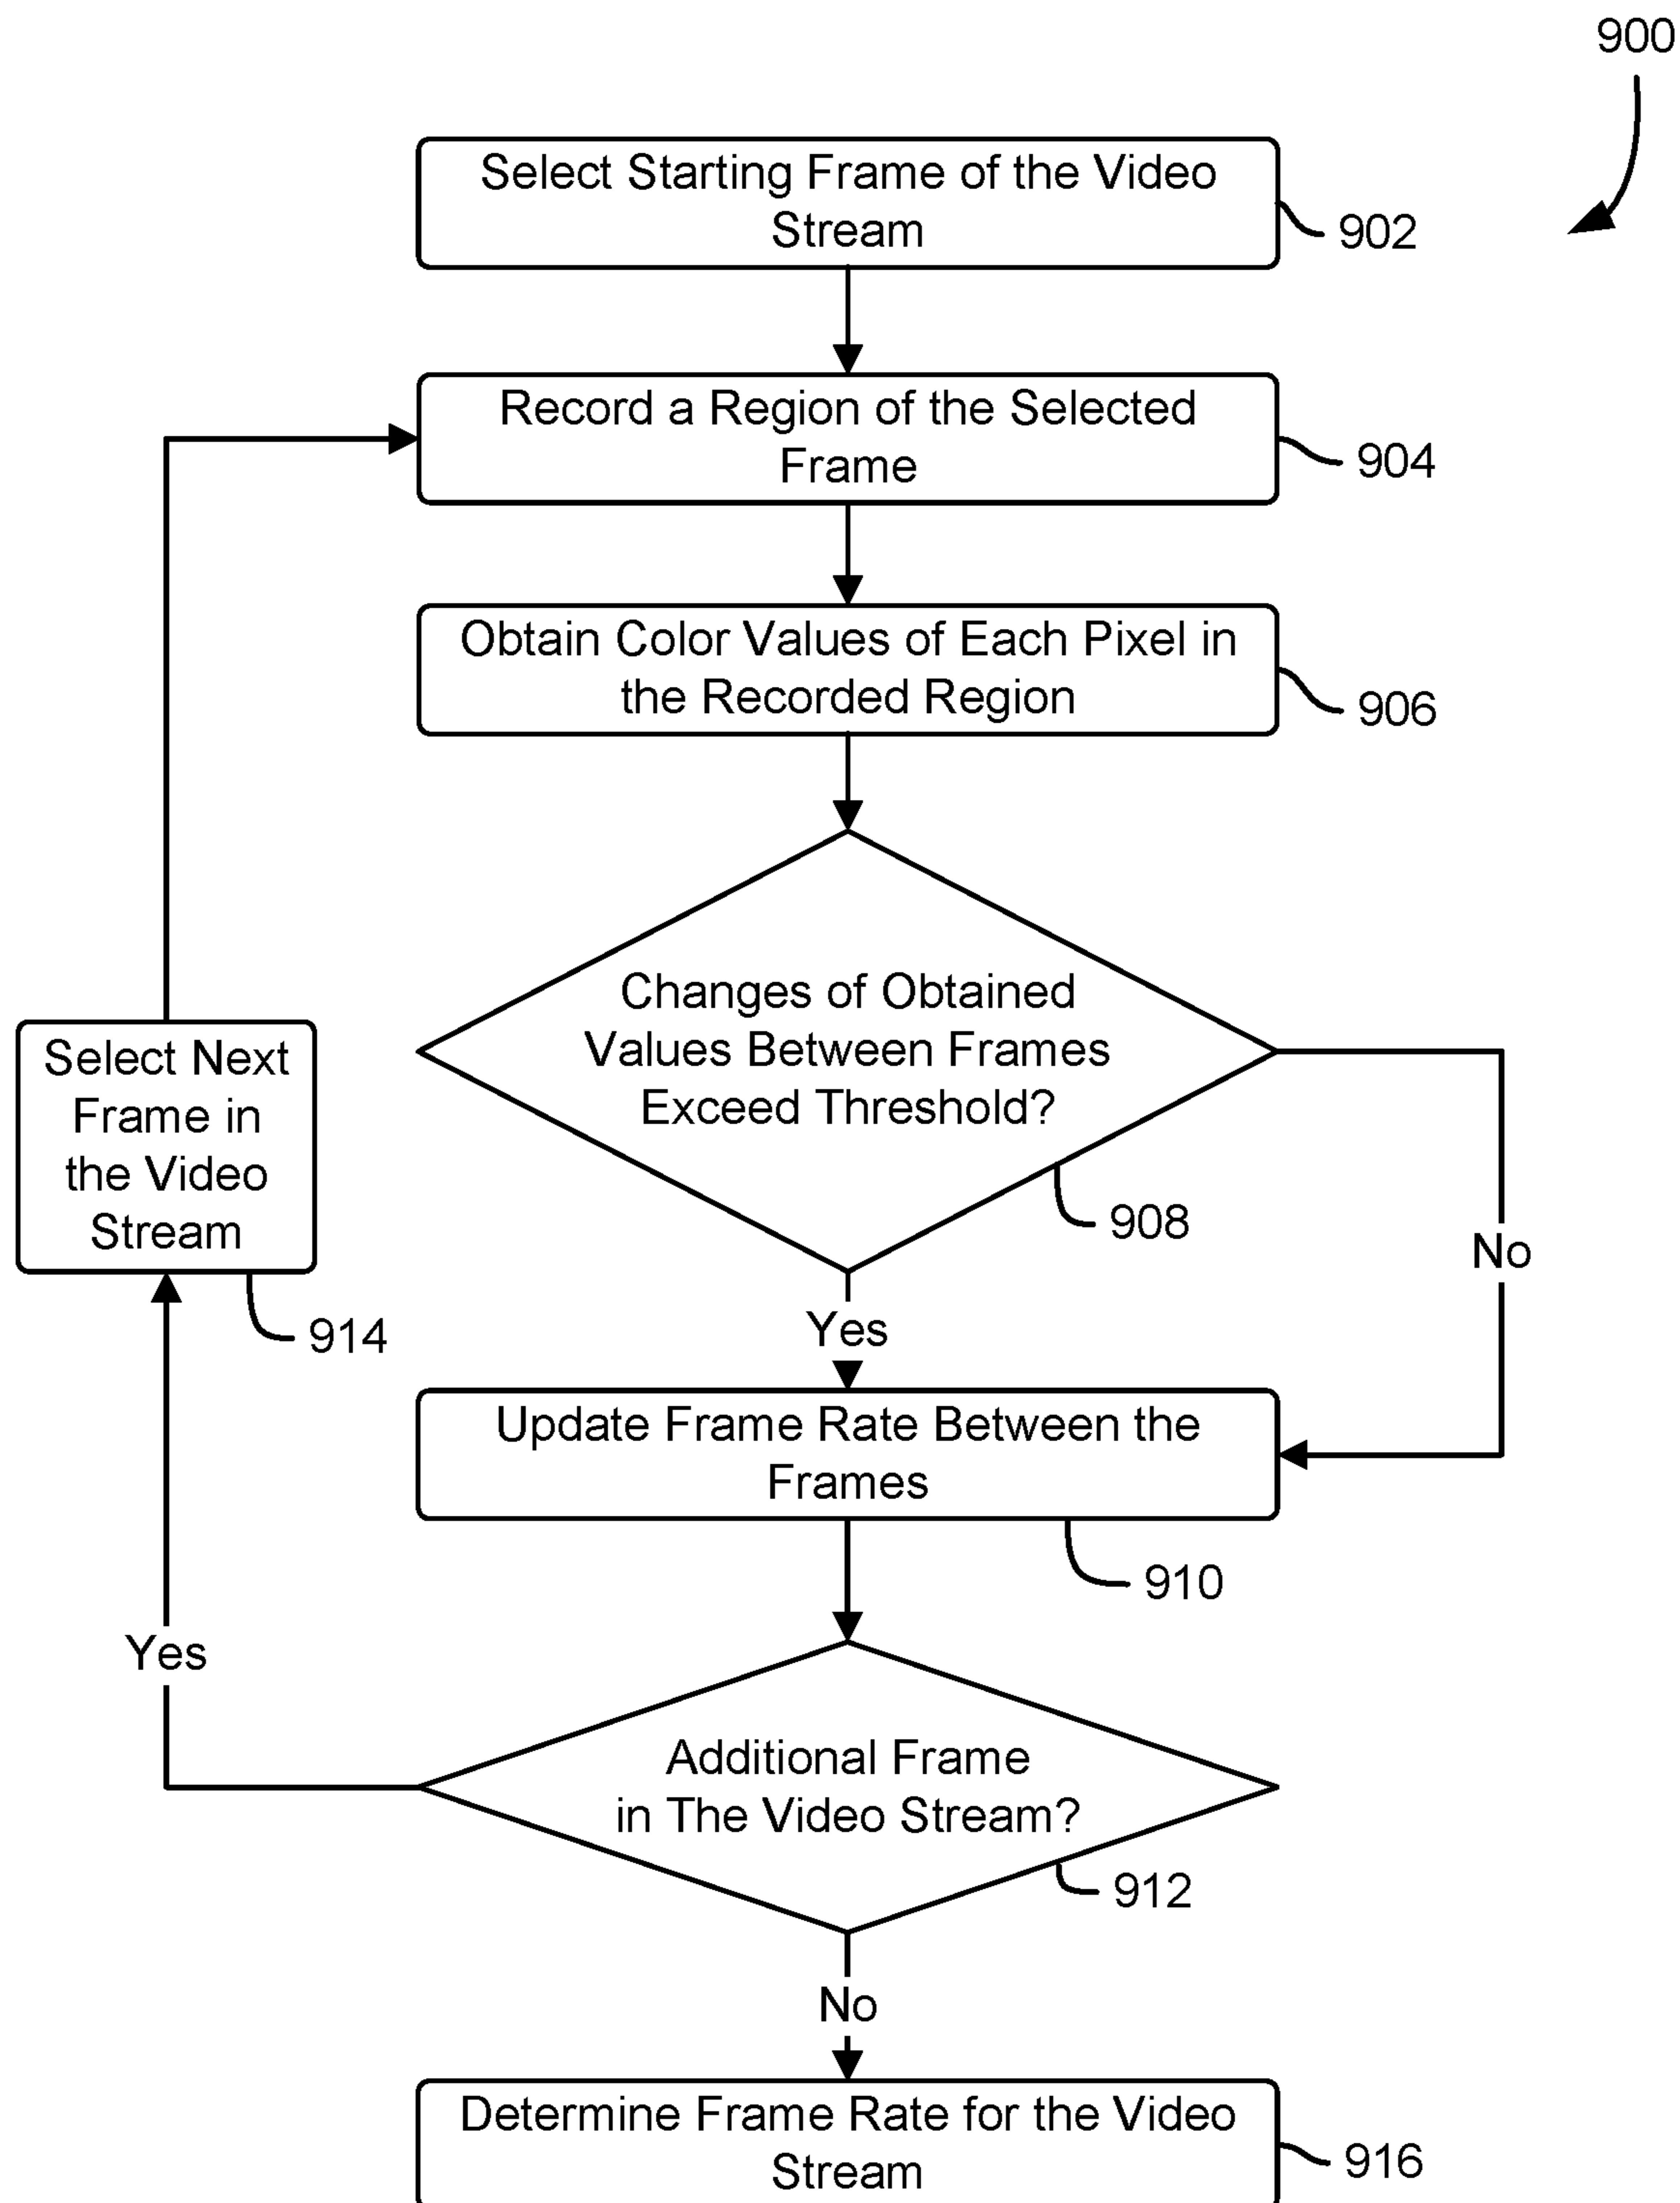 900
Select Starting Frame of the Video
Stream
902
Record a Region of the Selected
Frame
904
Obtain Color Values of Each Pixel in
the Recorded Region
906
Changes of Obtained
Values Between Frames
Exceed Threshold?
908
No
Yes
Select Next
Frame in
the Video
Stream
914
Update Frame Rate Between the
Frames
910
Yes
Additional Frame
in The Video Stream?
912
No
Determine Frame Rate for the Video
Stream
916